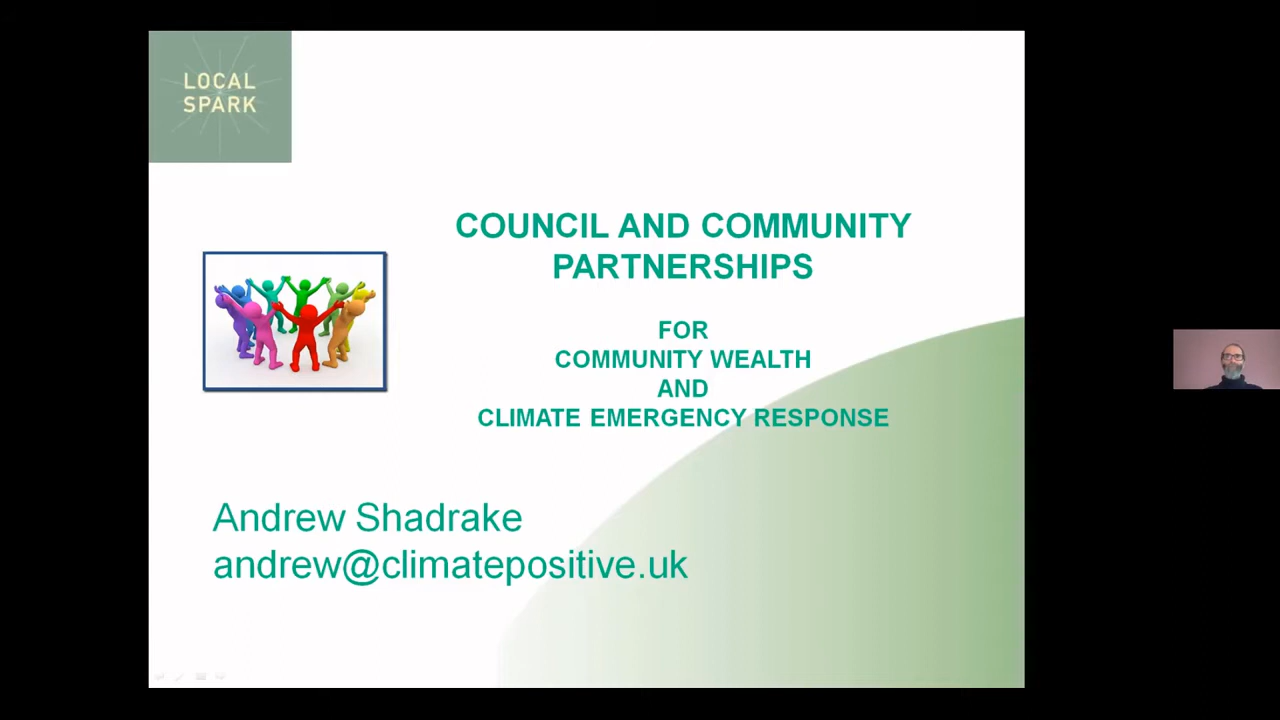 LOCAL
SPARK
COUNCIL AND COMMUNITY
PARTNERSHIPS
FOR
COMMUNITY WEALTH
AND
CLIMATE EMERGENCY RESPONSE
Andrew Shadrake
andrew@climatepositive.uk